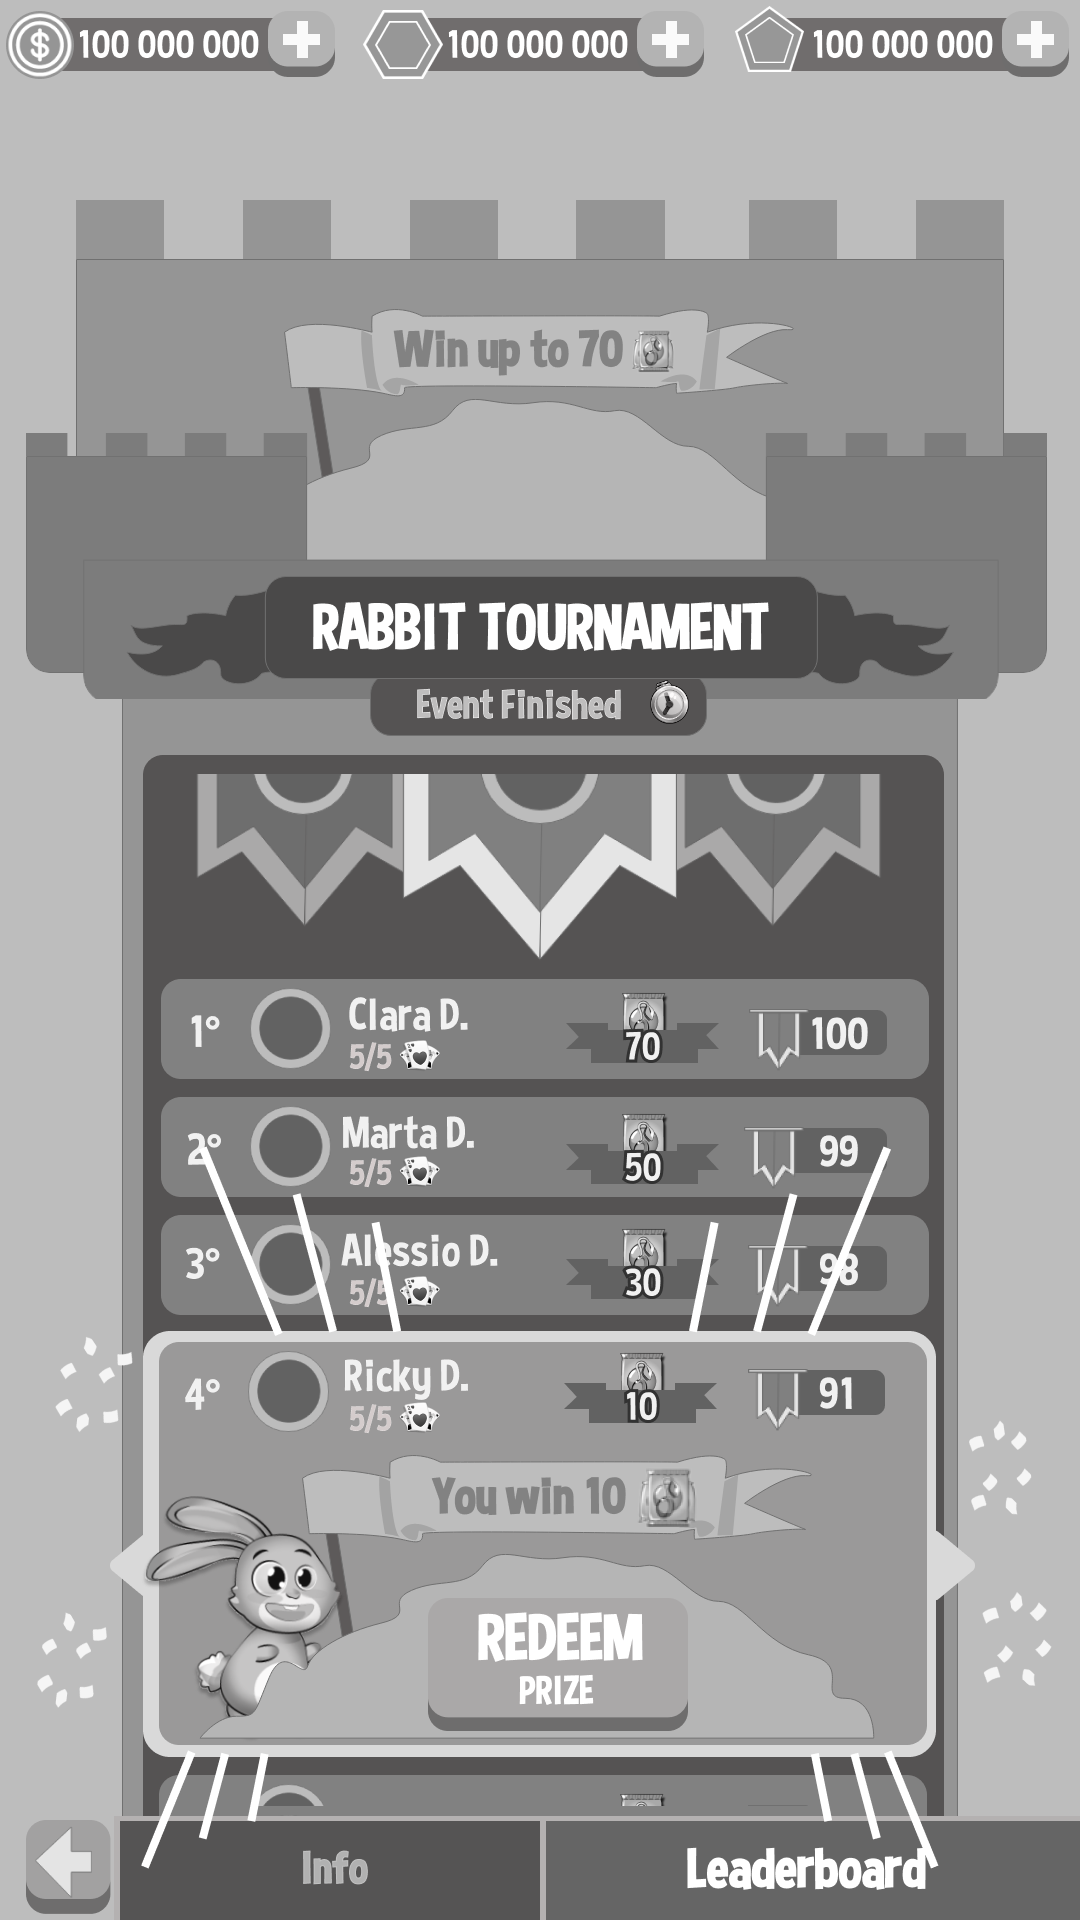 100 000 000
100 000 000
100 000 000
Win up to 70
RABBIT TOURNAMENT
Event Finished
1°
Clara D.
5/5
70
100
2°
Marta D.
5/5
50
99
3°
Alessio D.
5/5
30
98
4°
Ricky D.
5/5
10
91
You win 10
REDEEM
PRIZE
Info
Leaderboard